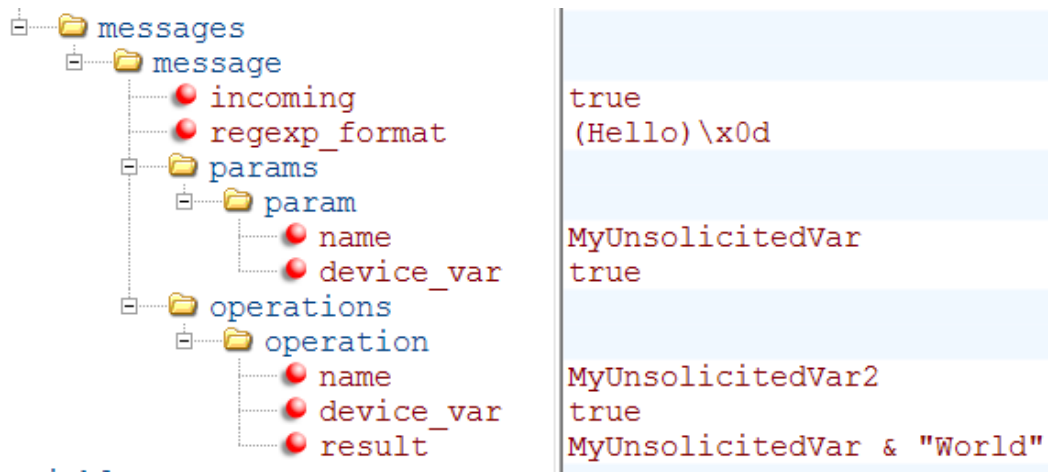 messages
message
incoming true
regexp_format (Hello)\x0d
params
param
name MyUnsolicitedVar
device_var true
operations
operation
name MyUnsolicitedVar2
device_var true
result MyUnsolicitedVar & "World"